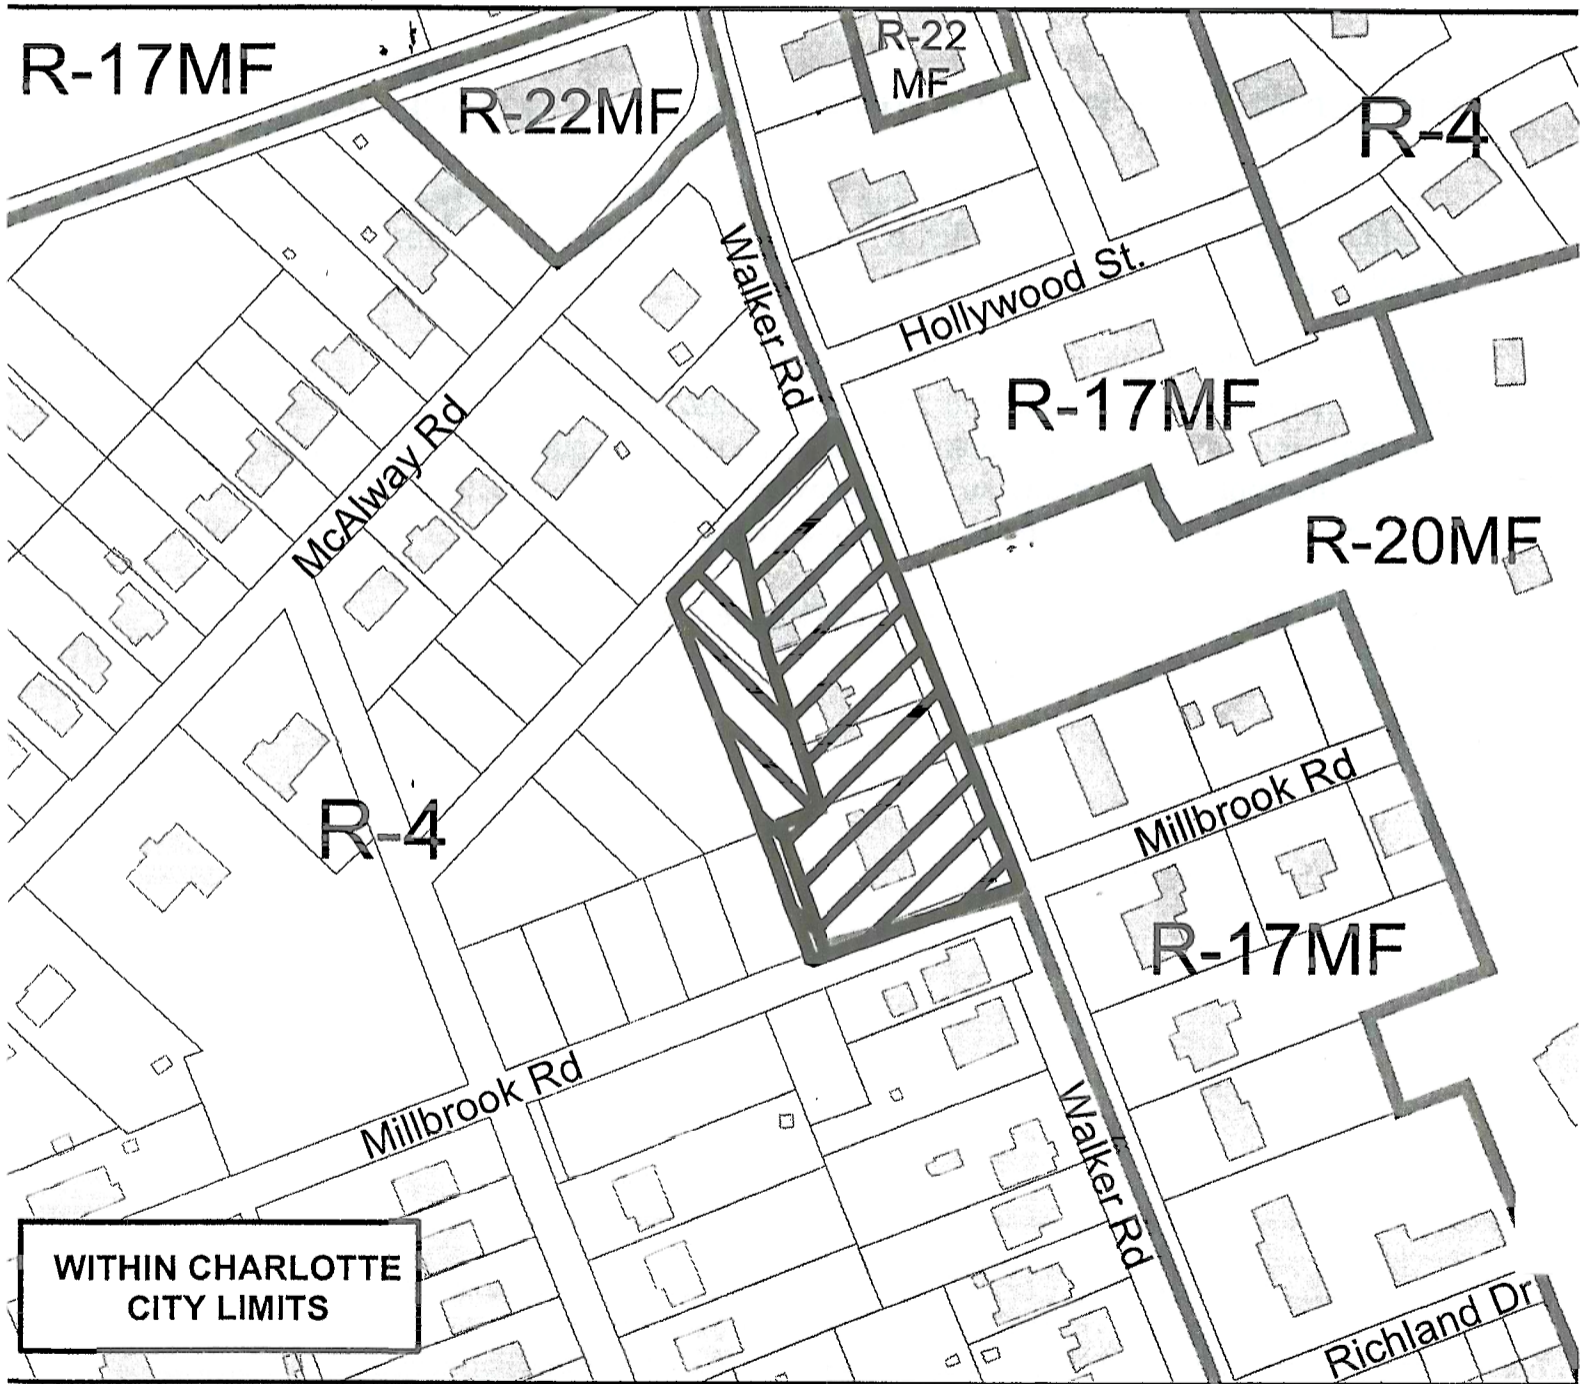 R-17MF
R-22MF
R-22
MF
R-4
Walker Rd
Hollywood St.
R-17MF
McAlway Rd
R-20MF
R-4
Millbrook Rd
R-17MF
Millbrook Rd
Walker Rd
WITHIN CHARLOTTE
CITY LIMITS
Richland Dr